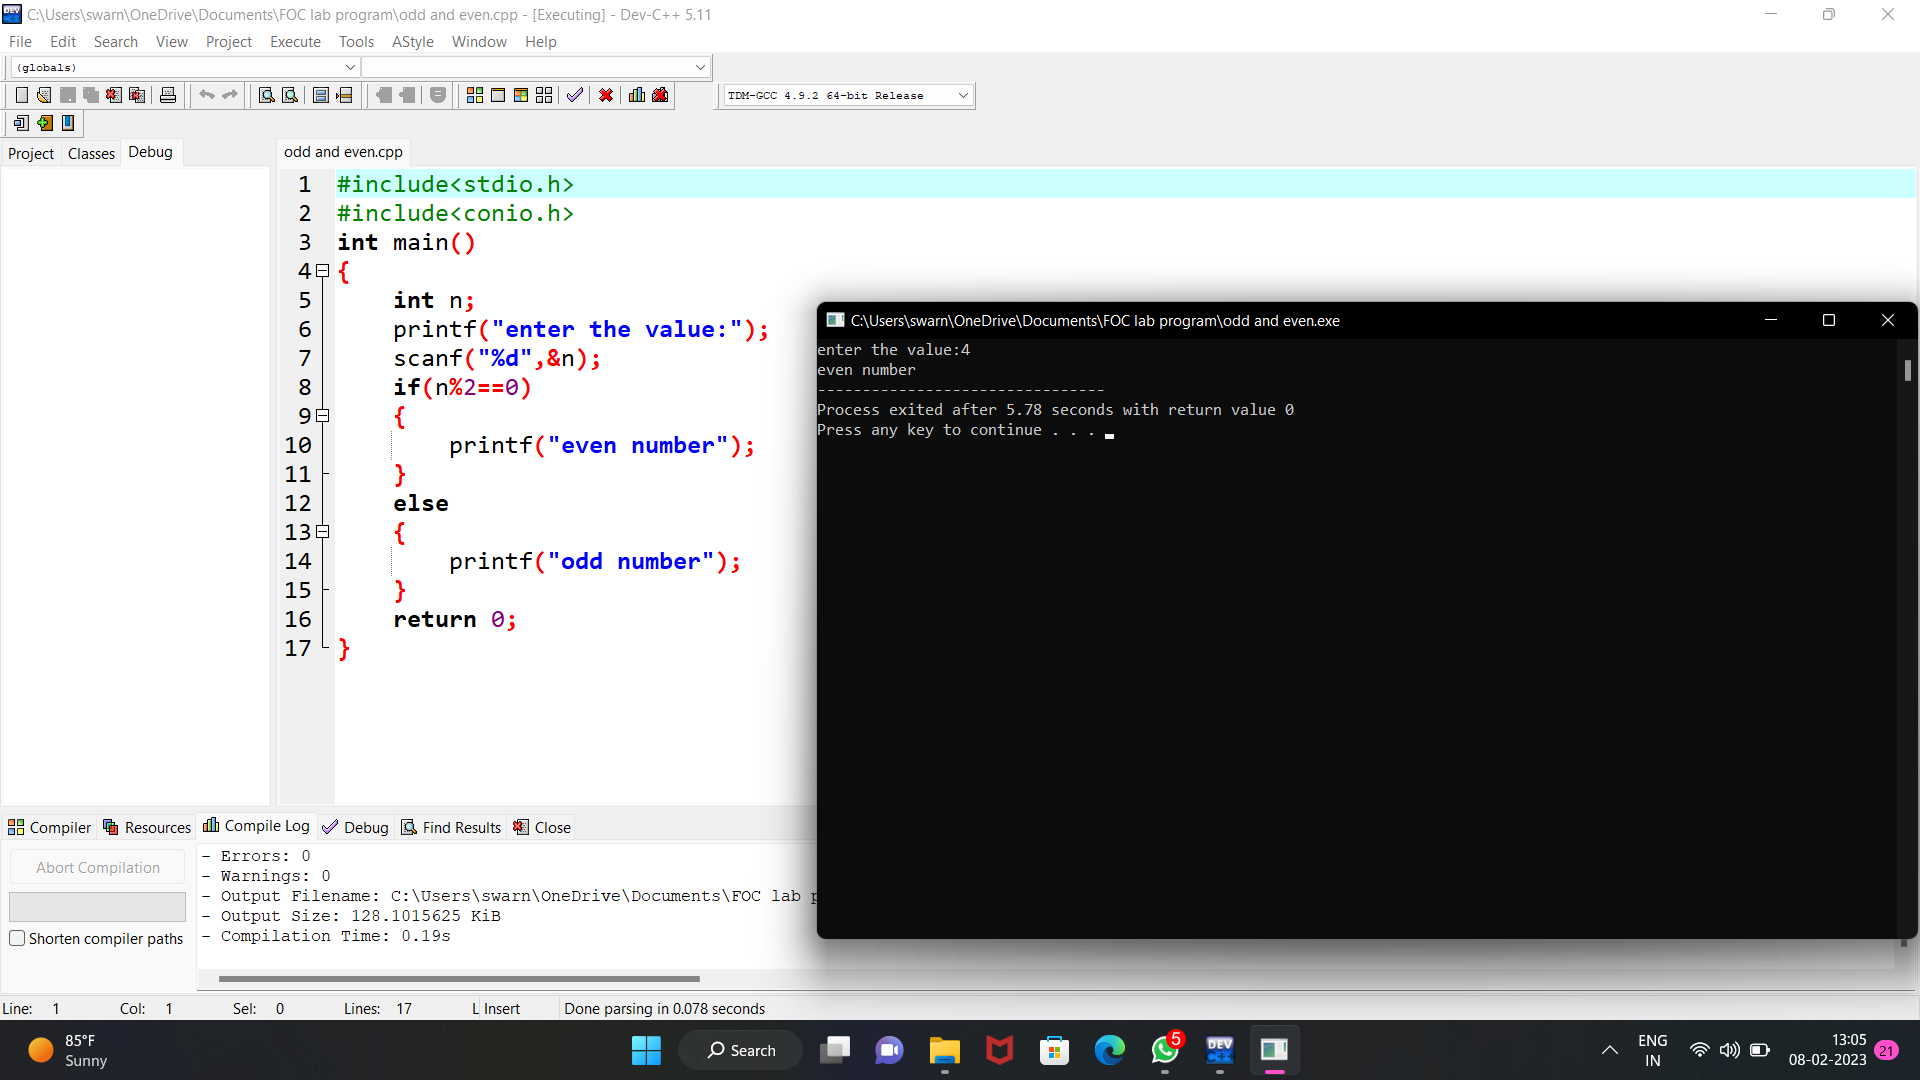 C:\Users\swarn\OneDrive\Documents\FOC lab program\odd and even.cpp - [Executing] - Dev-C++ 5.11
File Edit Search View Project Execute Tools AStyle Window Help
(globals)
TDM-GCC 4.9.2 64-bit Release
Project Classes Debug
odd and even.cpp
1 #include<stdio.h>
2 #include<conio.h>
3 int main()
4 {
5 int n;
6 printf("enter the value:");
7 scanf("%d",&n);
8 if(n%2==0)
9 {
10 printf("even number");
11 }
12 else
13 {
14 printf("odd number");
15 }
16 return 0;
17 }
C:\Users\swarn\OneDrive\Documents\FOC lab program\odd and even.exe
enter the value:4
even number
--------------------------------
Process exited after 5.78 seconds with return value 0
Press any key to continue . . .
Compiler Resources Compile Log Debug Find Results Close
Abort Compilation
Shorten compiler paths
- Errors: 0
- Warnings: 0
- Output Filename: C:\Users\swarn\OneDrive\Documents\FOC lab p
- Output Size: 128.1015625 KiB
- Compilation Time: 0.19s
Line: 1 Col: 1 Sel: 0 Lines: 17 L Insert Done parsing in 0.078 seconds
85°F
Sunny
Search
5
DEV
C++
ENG
IN
13:05
08-02-2023
21